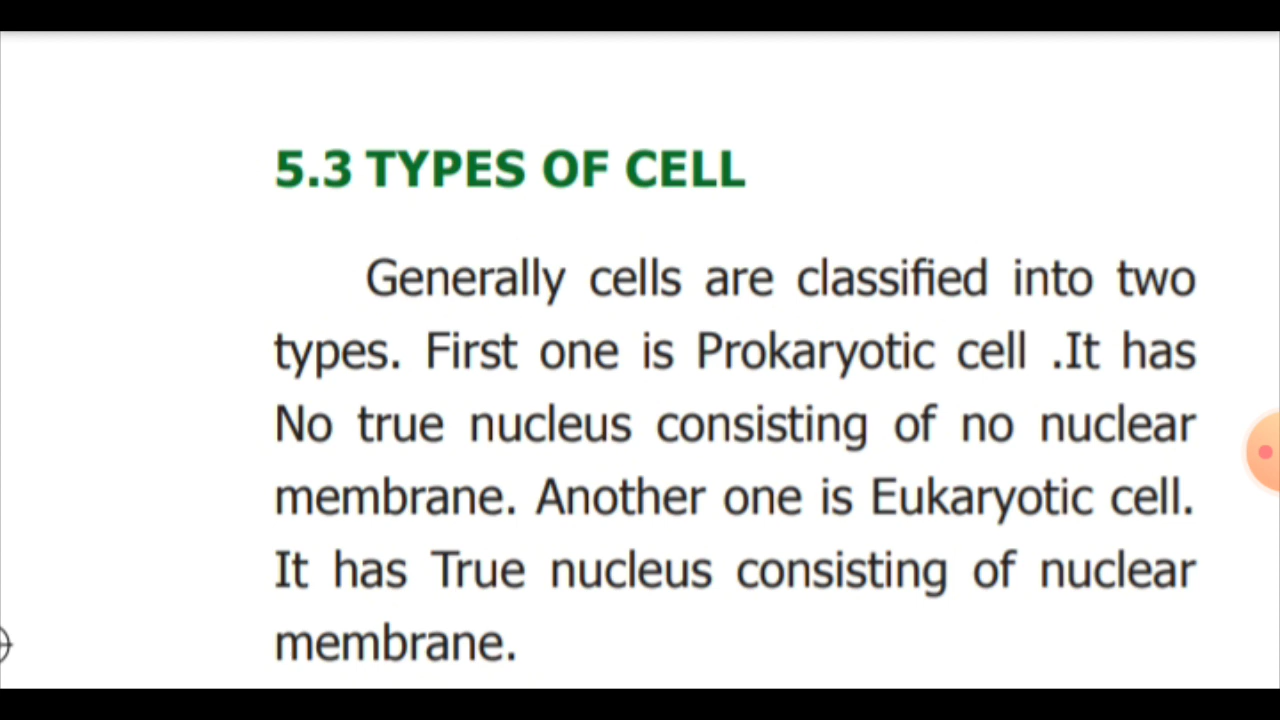 5.3 TYPES OF CELL
Generally cells are classified into two
types. First one is Prokaryotic cell .It has
No true nucleus consisting of no nuclear
membrane. Another one is Eukaryotic cell.
It has True nucleus consisting of nuclear
membrane.